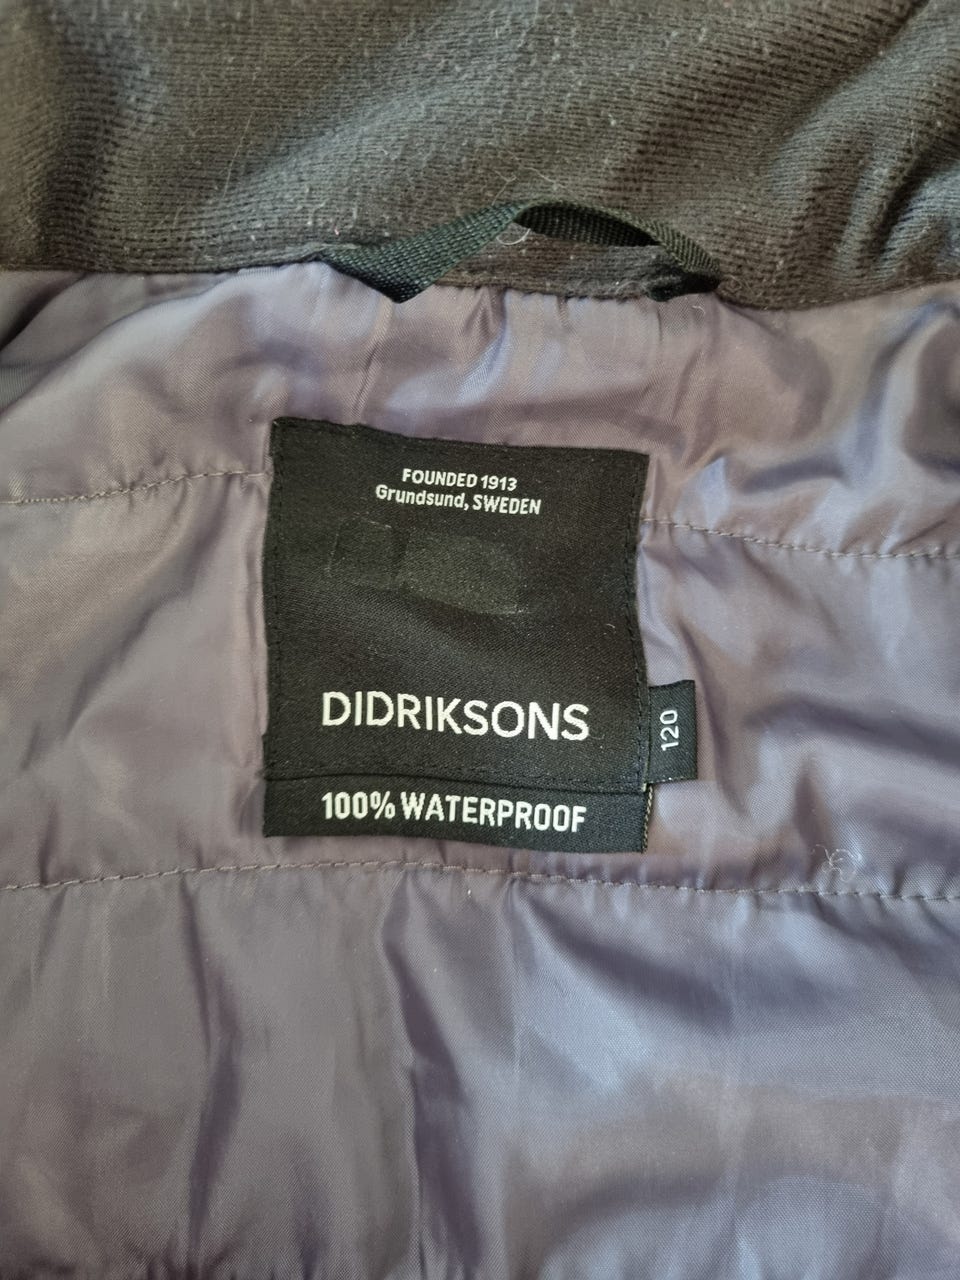 FOUNDED 1913
Grundsund, SWEDEN
DIDRIKSONS
120
100% WATERPROOF